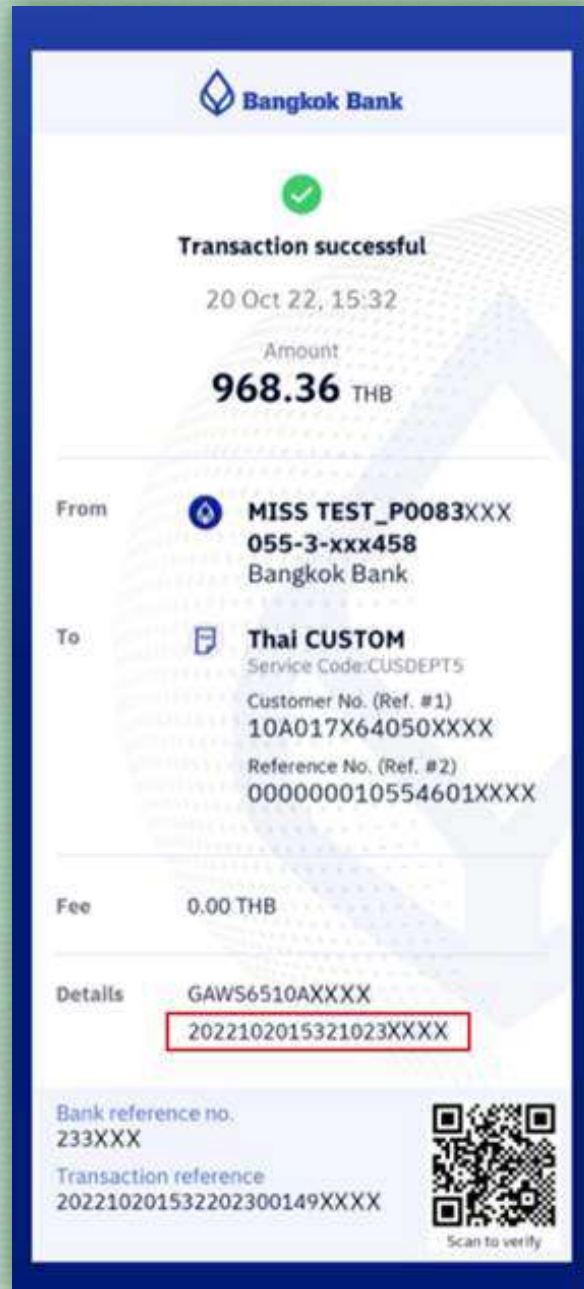 Bangkok Bank
Transaction successful
20 Oct 22, 15:32
Amount
968.36 THB
From
MISS TEST_P0083XXX
055-3-xxx458
Bangkok Bank
To
Thai CUSTOM
Service Code:CUSDEPT5
Customer No. (Ref. #1)
10A017X64050XXXX
Reference No. (Ref. #2)
000000010554601XXXX
Fee 0.00 THB
Details GAWS6510AXXXX
2022102015321023XXXX
Bank reference no.
233XXX
Transaction reference
202210201532202300149XXXX
Scan to verify